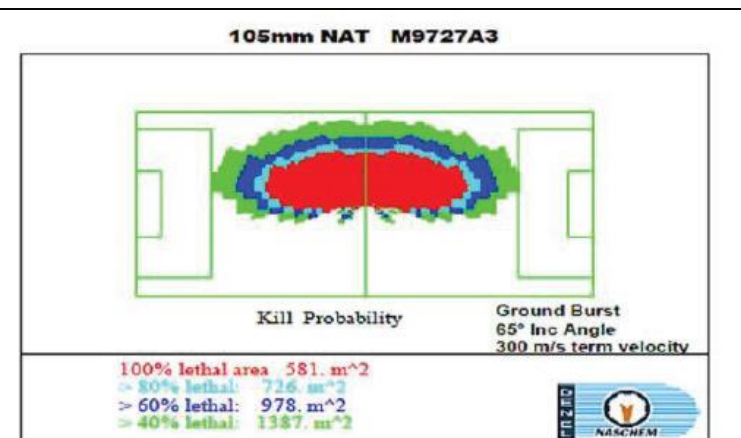 105mm NAT M9727A3
Kill Probability
Ground Burst
65° Inc Angle
300 m/s term velocity
100% lethal area 581. m^2
> 80% lethal: 726. m^2
> 60% lethal: 978. m^2
> 40% lethal: 1387. m^2
DENEL
NASCHEM